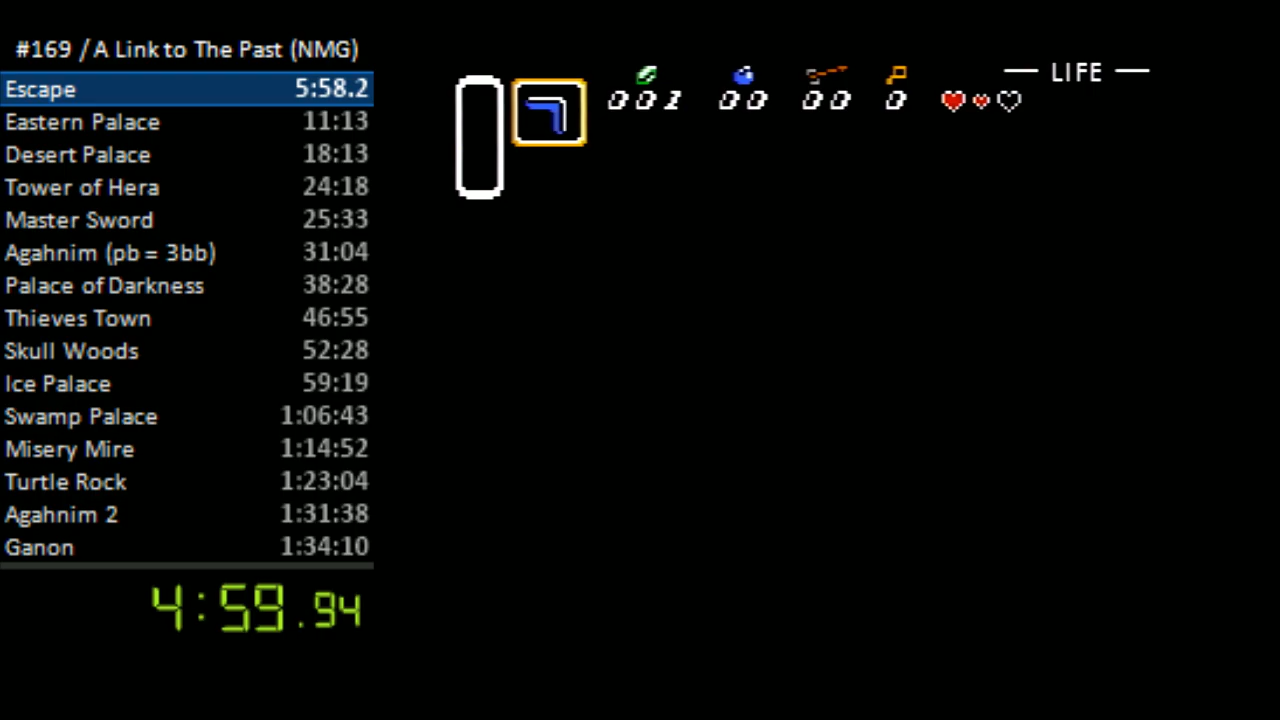 #169 / A Link to The Past (NMG)
Escape 5:58.2
Eastern Palace 11:13
Desert Palace 18:13
Tower of Hera 24:18
Master Sword 25:33
Agahnim (pb = 3bb) 31:04
Palace of Darkness 38:28
Thieves Town 46:55
Skull Woods 52:28
Ice Palace 59:19
Swamp Palace 1:06:43
Misery Mire 1:14:52
Turtle Rock 1:23:04
Agahnim 2 1:31:38
Ganon 1:34:10
4:59.94
— LIFE —
002 00 00 0